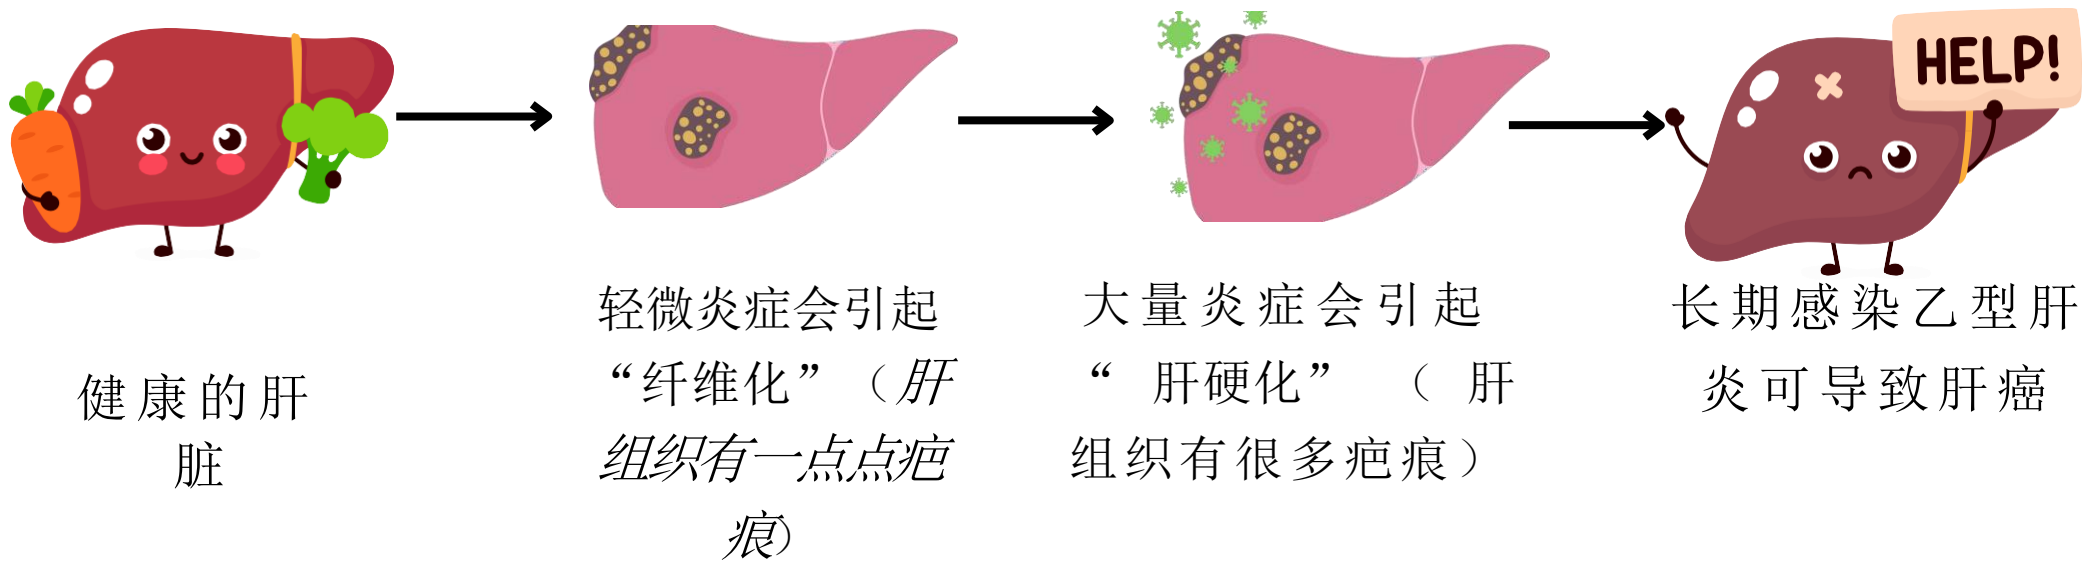 HELP!
健康的肝
脏
轻微炎症会引起
“纤维化”（肝
组织有一点点疤
痕）
大量炎症会引起
“ 肝硬化” （ 肝
组织有很多疤痕）
长期感染乙型肝
炎可导致肝癌